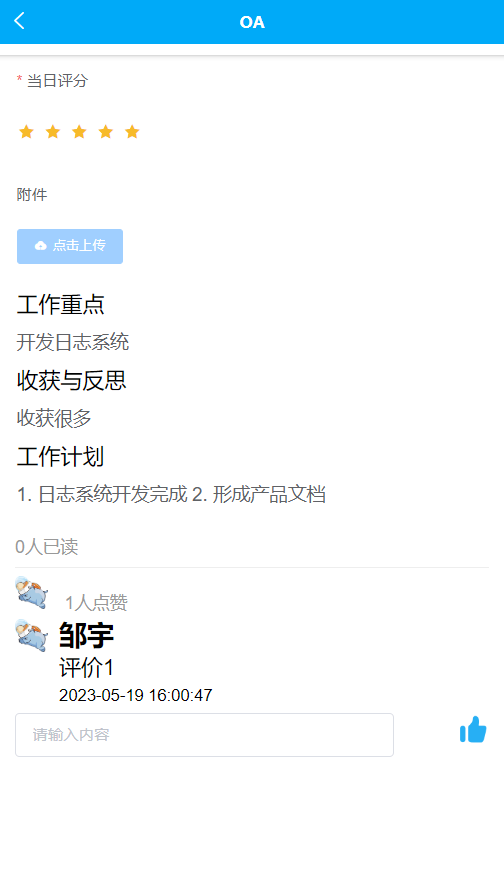 OA
* 当日评分
附件
点击上传
工作重点
开发日志系统
收获与反思
收获很多
工作计划
1. 日志系统开发完成 2. 形成产品文档
0人已读
1人点赞
邹宇
评价1
2023-05-19 16:00:47
请输入内容